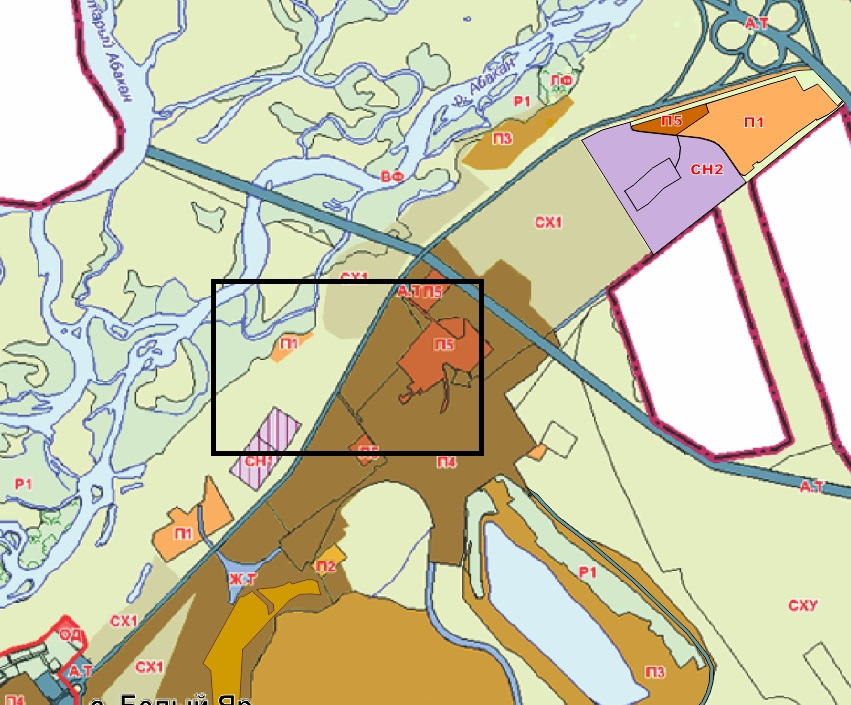 А.Т
(старый) Абакан
р. Абакан
ЛФ
Р1
П5
П1
П3
СН2
ВФ
СХ1
СХ1
А.Т
П5
П1
П5
П5
СН1
П4
Р1
А.Т
П1
П2
Ж.Т
Р1
СХУ
СХ1
ОД
СХ1
А.Т
П3
П4
с. Белый Яр